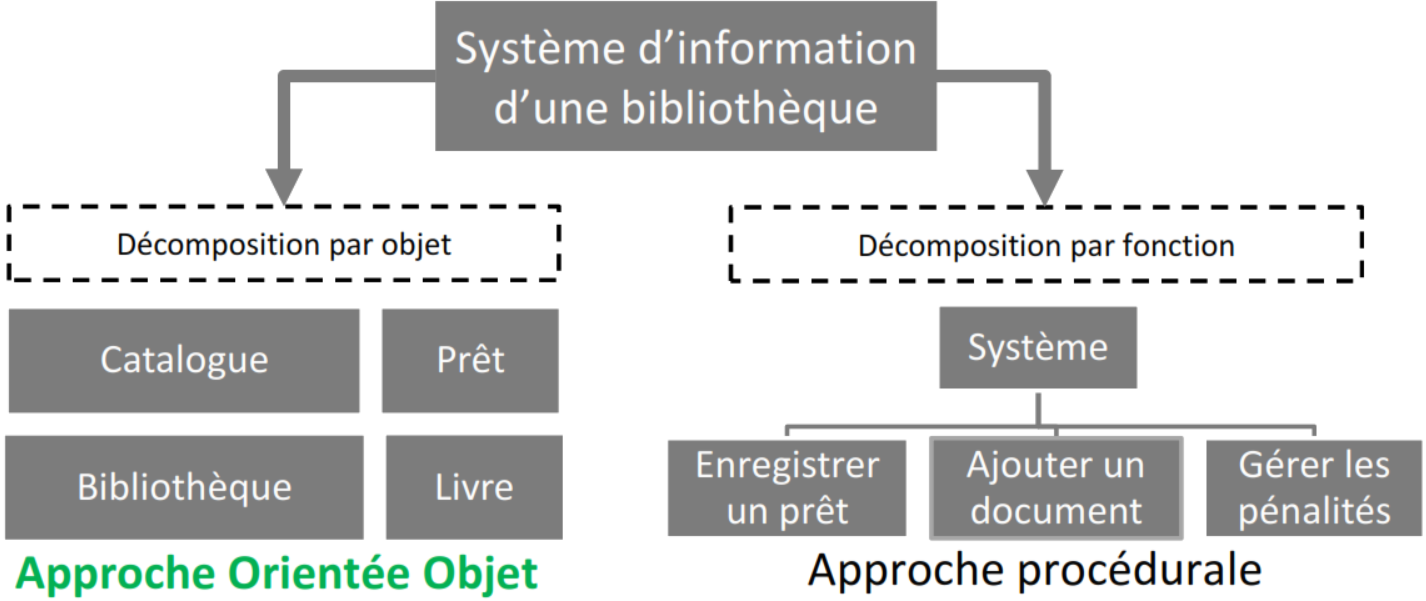 Système d’information
d’une bibliothèque
Décomposition par objet
Catalogue
Prêt
Bibliothèque
Livre
Approche Orientée Objet
Décomposition par fonction
Système
Enregistrer
un prêt
Ajouter un
document
Gérer les
pénalités
Approche procédurale